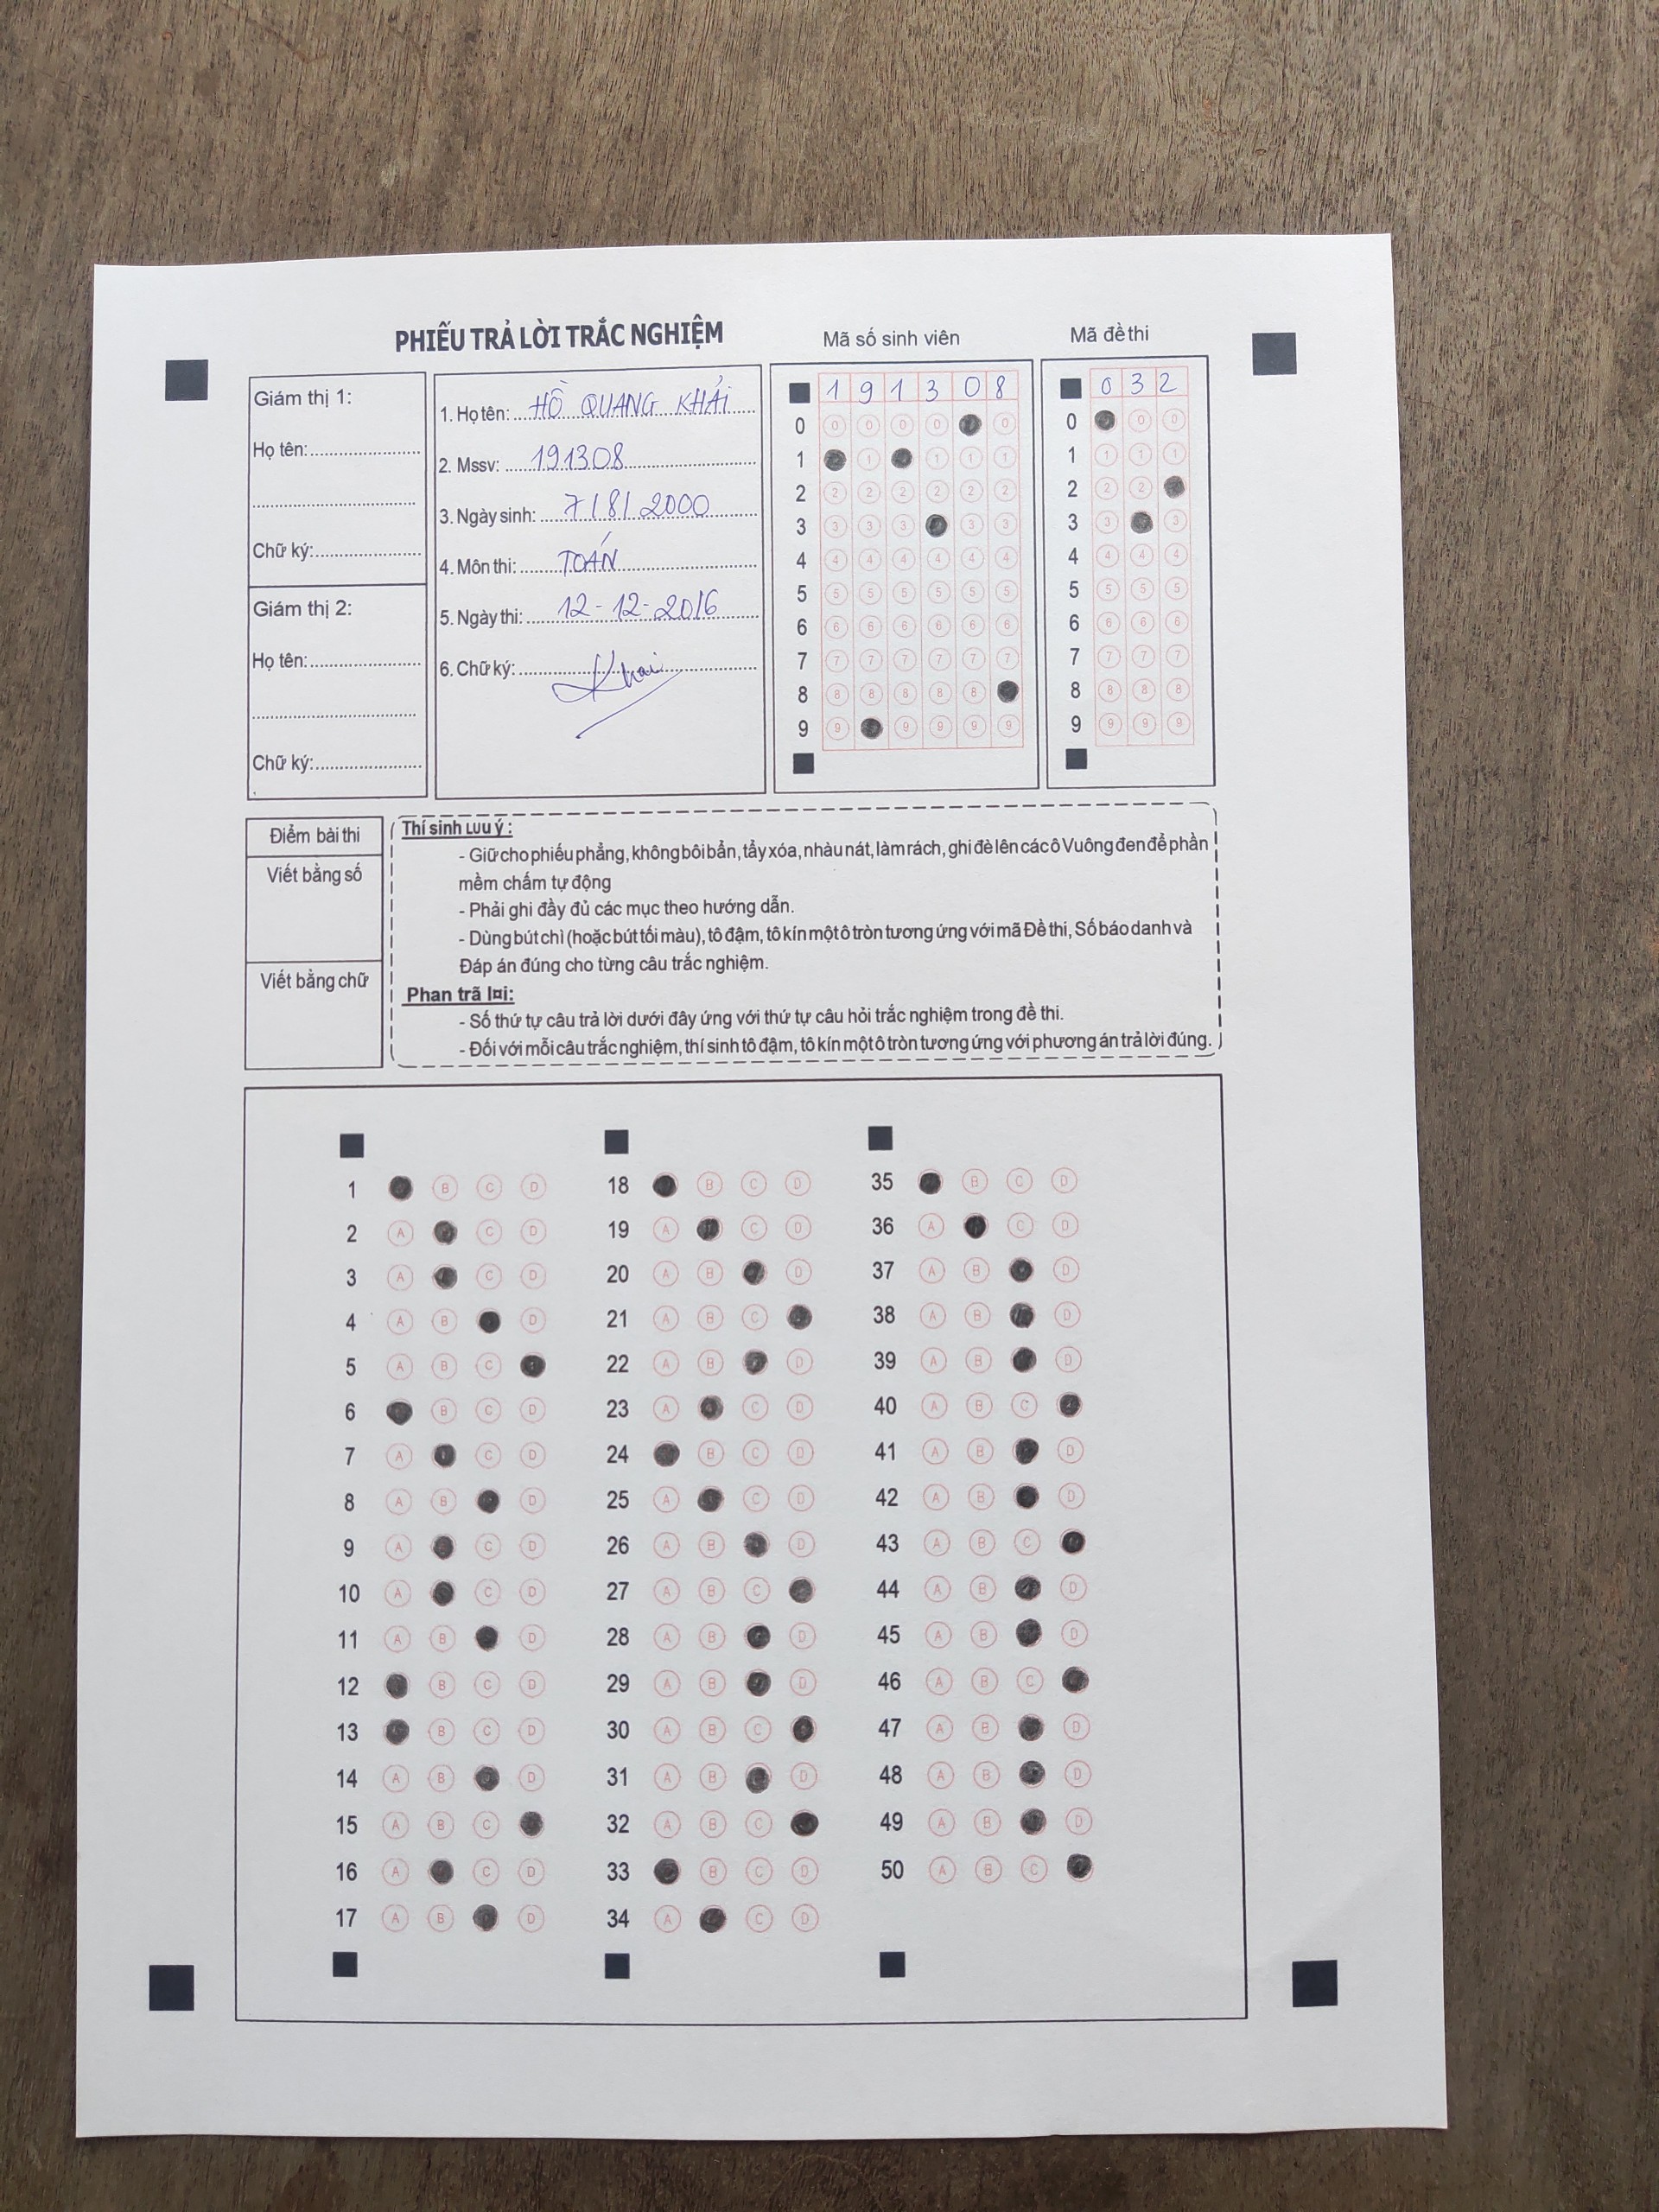 PHIẾU TRẢ LỜI TRẮC NGHIỆM
Mã số sinh viên
Mã đề thi
Giám thị 1:
Họ tên:
Chữ ký:
Giám thị 2:
Họ tên:
Chữ ký:
1. Họ tên: HỒ QUANG KHẢI
2. Mssv: 191308
3. Ngày sinh: 7/8/2000
4. Môn thi: TOÁN
5. Ngày thi: 12-12-2016
6. Chữ ký: Khai
1 9 1 3 0 8
0 0 0 0 0 0
1 1 1 1 1
2 2 2 2 2 2 2
3 3 3 3 3 3
4 4 4 4 4 4 4
5 5 5 5 5 5 5
6 6 6 6 6 6 6
7 7 7 7 7 7 7
8 8 8 8 8 8
9 9 9 9 9 9
0 3 2
0 0 0
1 1 1 1
2 2 2
3 3 3
4 4 4 4
5 5 5 5
6 6 6 6
7 7 7 7
8 8 8 8
9 9 9 9
Điểm bài thi
Viết bằng số
Viết bằng chữ
Thí sinh Lưu ý:
- Giữ cho phiếu phẳng, không bôi bẩn, tẩy xóa, nhàu nát, làm rách, ghi đè lên các ô Vuông đen để phần
mềm chấm tự động
- Phải ghi đầy đủ các mục theo hướng dẫn.
- Dùng bút chì (hoặc bút tối màu), tô đậm, tô kín một ô tròn tương ứng với mã Đề thi, Số báo danh và
Đáp án đúng cho từng câu trắc nghiệm.
Phan trã l¤i:
- Số thứ tự câu trả lời dưới đây ứng với thứ tự câu hỏi trắc nghiệm trong đề thi.
- Đối với mỗi câu trắc nghiệm, thí sinh tô đậm, tô kín một ô tròn tương ứng với phương án trả lời đúng.
1 B C D
2 A C D
3 A C D
4 A B D
5 A B C
6 B C D
7 A C D
8 A B D
9 A C D
10 A C D
11 A B D
12 B C D
13 B C D
14 A B D
15 A B C
16 A C D
17 A B D
18 B C D
19 A C D
20 A B D
21 A B C
22 A B D
23 A C D
24 B C D
25 A C D
26 A B D
27 A B C
28 A B D
29 A B D
30 A B C
31 A B D
32 A B C
33 B C D
34 A C D
35 B C D
36 A C D
37 A B D
38 A B D
39 A B D
40 A B C
41 A B D
42 A B D
43 A B C
44 A B D
45 A B D
46 A B C
47 A B D
48 A B D
49 A B D
50 A B C